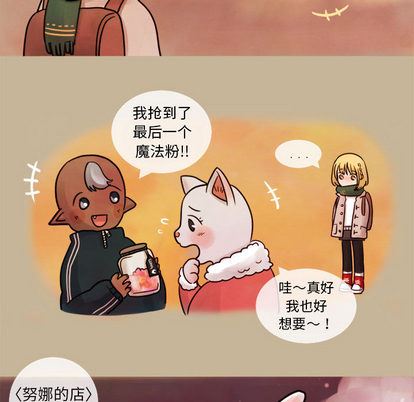 我抢到了
最后一个
魔法粉!!
...
哇～真好
我也好
想要～!
〈努娜的店〉